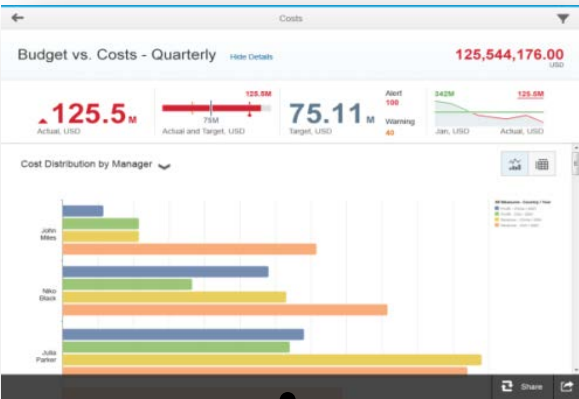 Costs
Budget vs. Costs - Quarterly Hide Details
125,544,176.00
USD
125.5M
Actual, USD
125.5M
75M
Actual and Target, USD
75.11M
Target, USD
Alert
100
Warning
40
342M 125.5M
Jan, USD Actual, USD
Cost Distribution by Manager
John
Miles
Niko
Black
Julia
Parker
Share